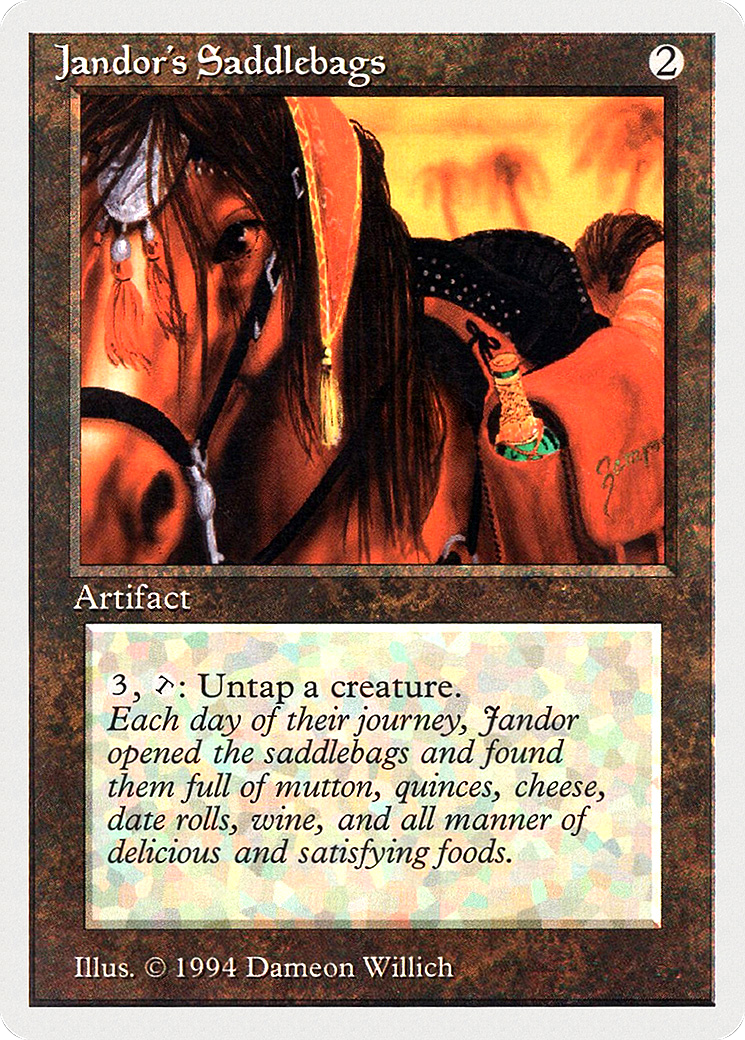 Jandor's Saddlebags 2
Artifact
3, T: Untap a creature.
Each day of their journey, Jandor
opened the saddlebags and found
them full of mutton, quinces, cheese,
date rolls, wine, and all manner of
delicious and satisfying foods.
Illus. © 1994 Dameon Willich